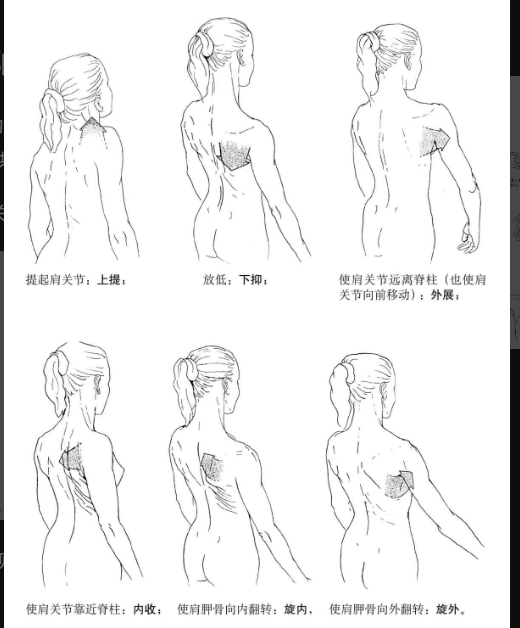 提起肩关节：上提；
放低：下抑；
使肩关节远离脊柱（也使肩
关节向前移动）：外展；
使肩关节靠近脊柱：内收；
使肩胛骨向内翻转：旋内，
使肩胛骨向外翻转：旋外。